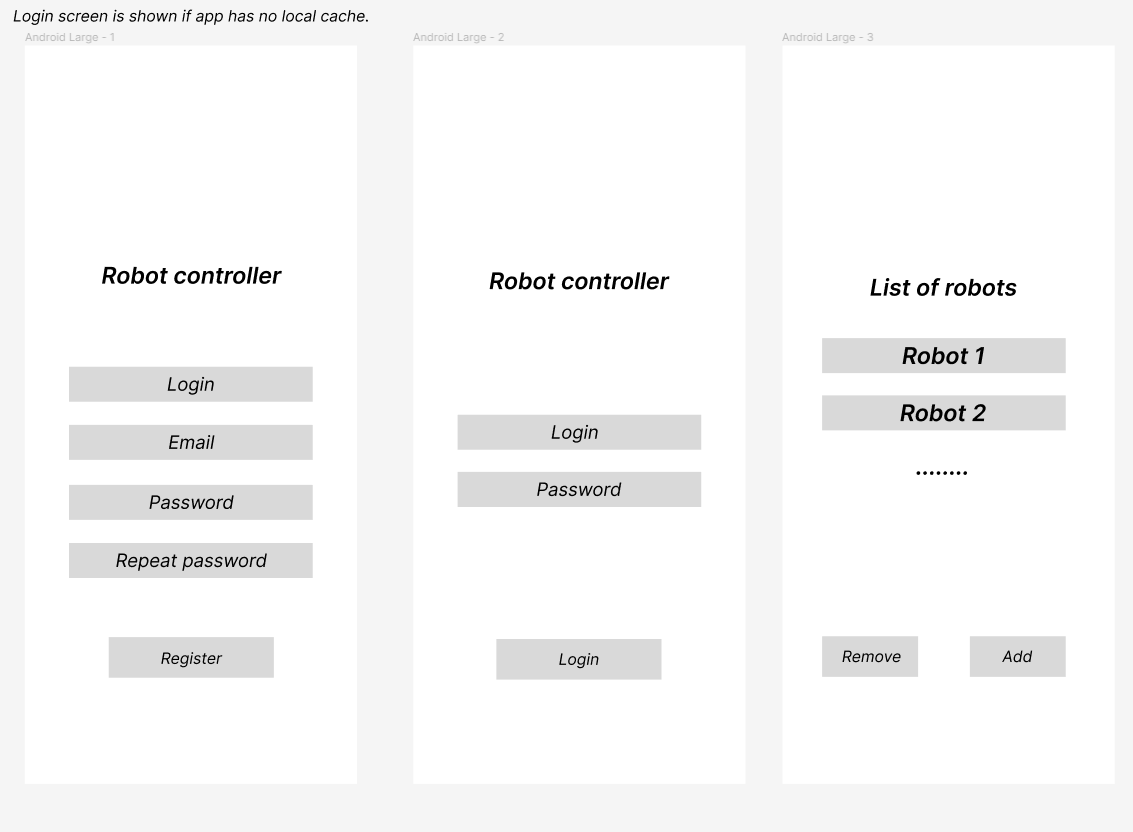 Login screen is shown if app has no local cache.
Android Large - 1
Robot controller
Login
Email
Password
Repeat password
Register
Android Large - 2
Robot controller
Login
Password
Login
Android Large - 3
List of robots
Robot 1
Robot 2
........
Remove
Add